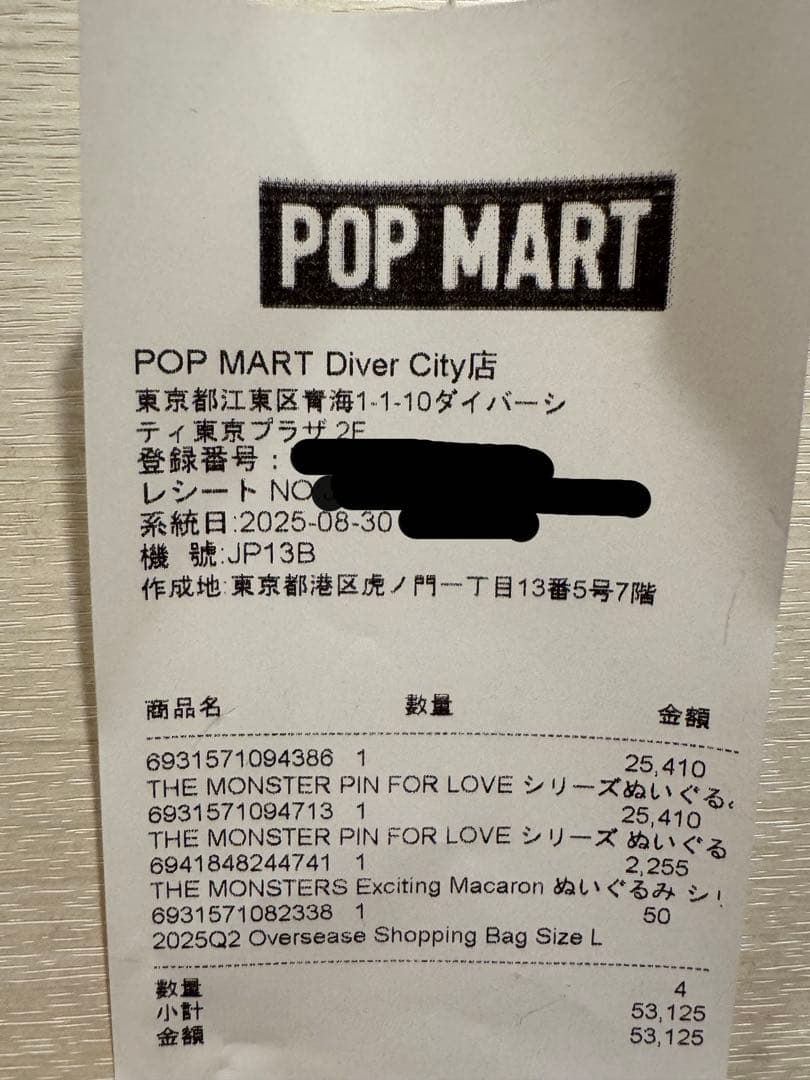 POP MART
POP MART Diver City店
東京都江東区青海1-1-10ダイバーシ
ティ東京プラザ 2F
登録番号：
レシート NO
系統日:2025-08-30
機 號:JP13B
作成地:東京都港区虎ノ門一丁目13番5号7階
商品名 数量 金額
6931571094386 1 25,410
THE MONSTER PIN FOR LOVE シリーズぬいぐる
6931571094713 1 25,410
THE MONSTER PIN FOR LOVE シリーズ ぬいぐる
6941848244741 1 2,255
THE MONSTERS Exciting Macaron ぬいぐるみ シ
6931571082338 1 50
2025Q2 Oversease Shopping Bag Size L
数量 4
小計 53,125
金額 53,125